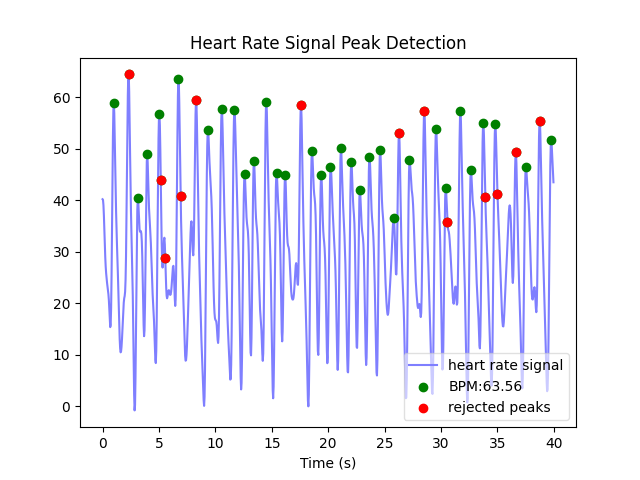 Heart Rate Signal Peak Detection
60
50
40
30
20
10
0
heart rate signal
BPM:63.56
rejected peaks
0 5 10 15 20 25 30 35 40
Time (s)